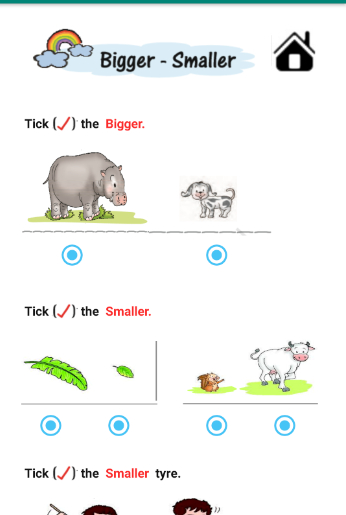 Bigger - Smaller
Tick (✓) the Bigger.
Tick (✓) the Smaller.
Tick (✓) the Smaller tyre.